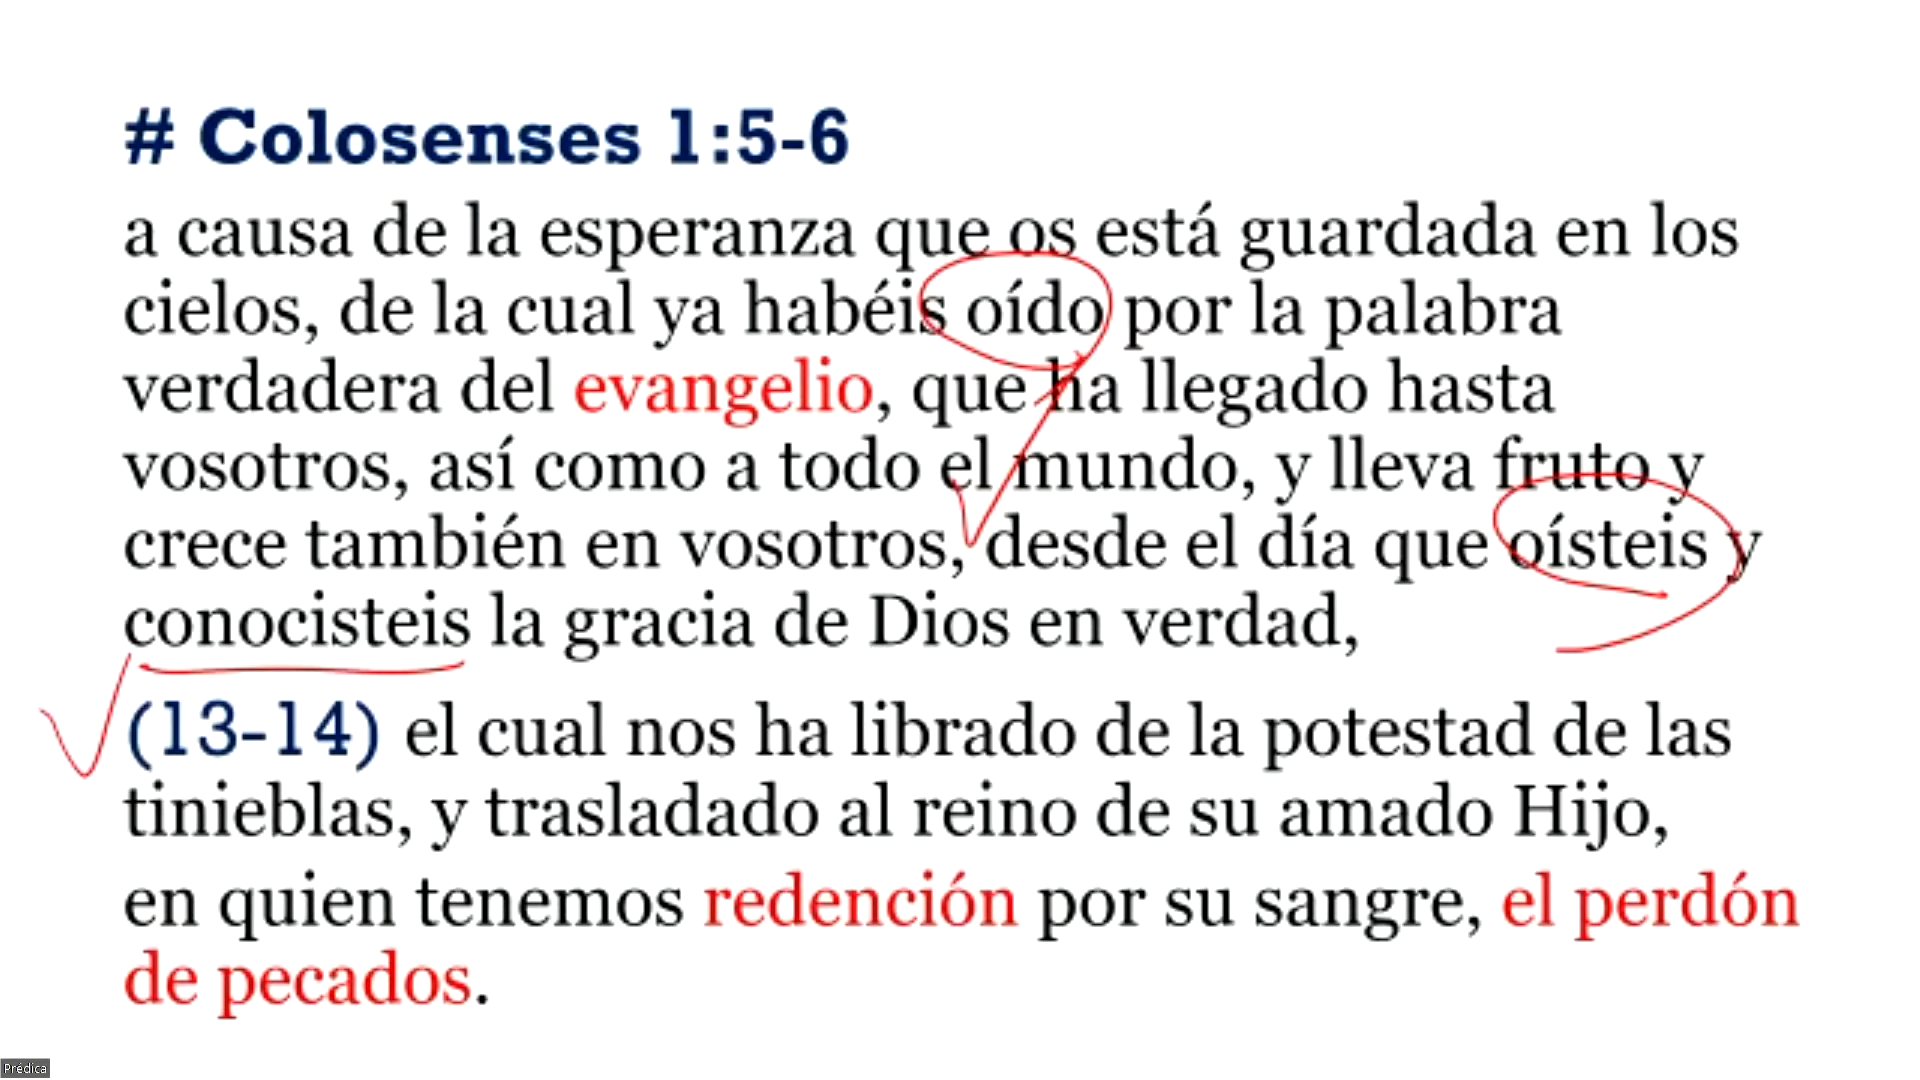 # Colosenses 1:5-6
a causa de la esperanza que os está guardada en los
cielos, de la cual ya habéis oído por la palabra
verdadera del evangelio, que ha llegado hasta
vosotros, así como a todo el mundo, y lleva fruto y
crece también en vosotros, desde el día que oísteis y
conocisteis la gracia de Dios en verdad,
(13-14) el cual nos ha librado de la potestad de las
tinieblas, y trasladado al reino de su amado Hijo,
en quien tenemos redención por su sangre, el perdón
de pecados.
Prédica